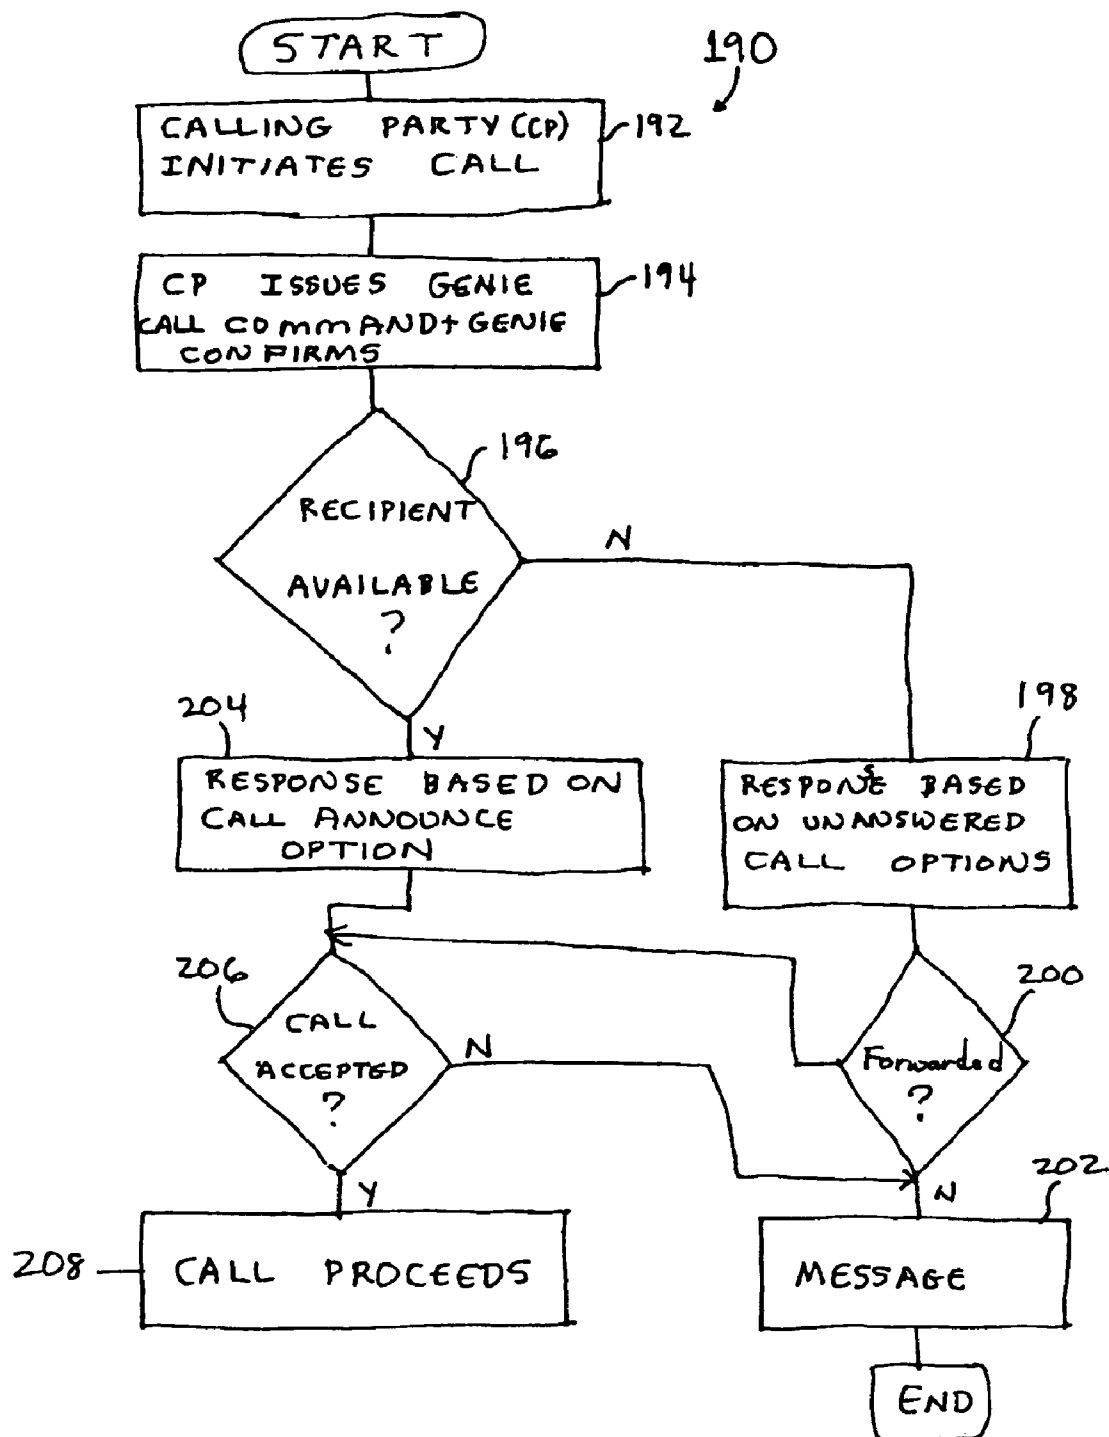 START
190
CALLING PARTY (CP)
INITIATES CALL
192
CP ISSUES GENIE
CALL COMMAND + GENIE
CONFIRMS
194
196
RECIPIENT
AVAILABLE
?
N
Y
204
RESPONSE BASED ON
CALL ANNOUNCE
OPTION
198
RESPONSE BASED
ON UNANSWERED
CALL OPTIONS
206
CALL
ACCEPTED
?
N
Y
200
Forwarded
?
N
208
CALL PROCEEDS
202
MESSAGE
END